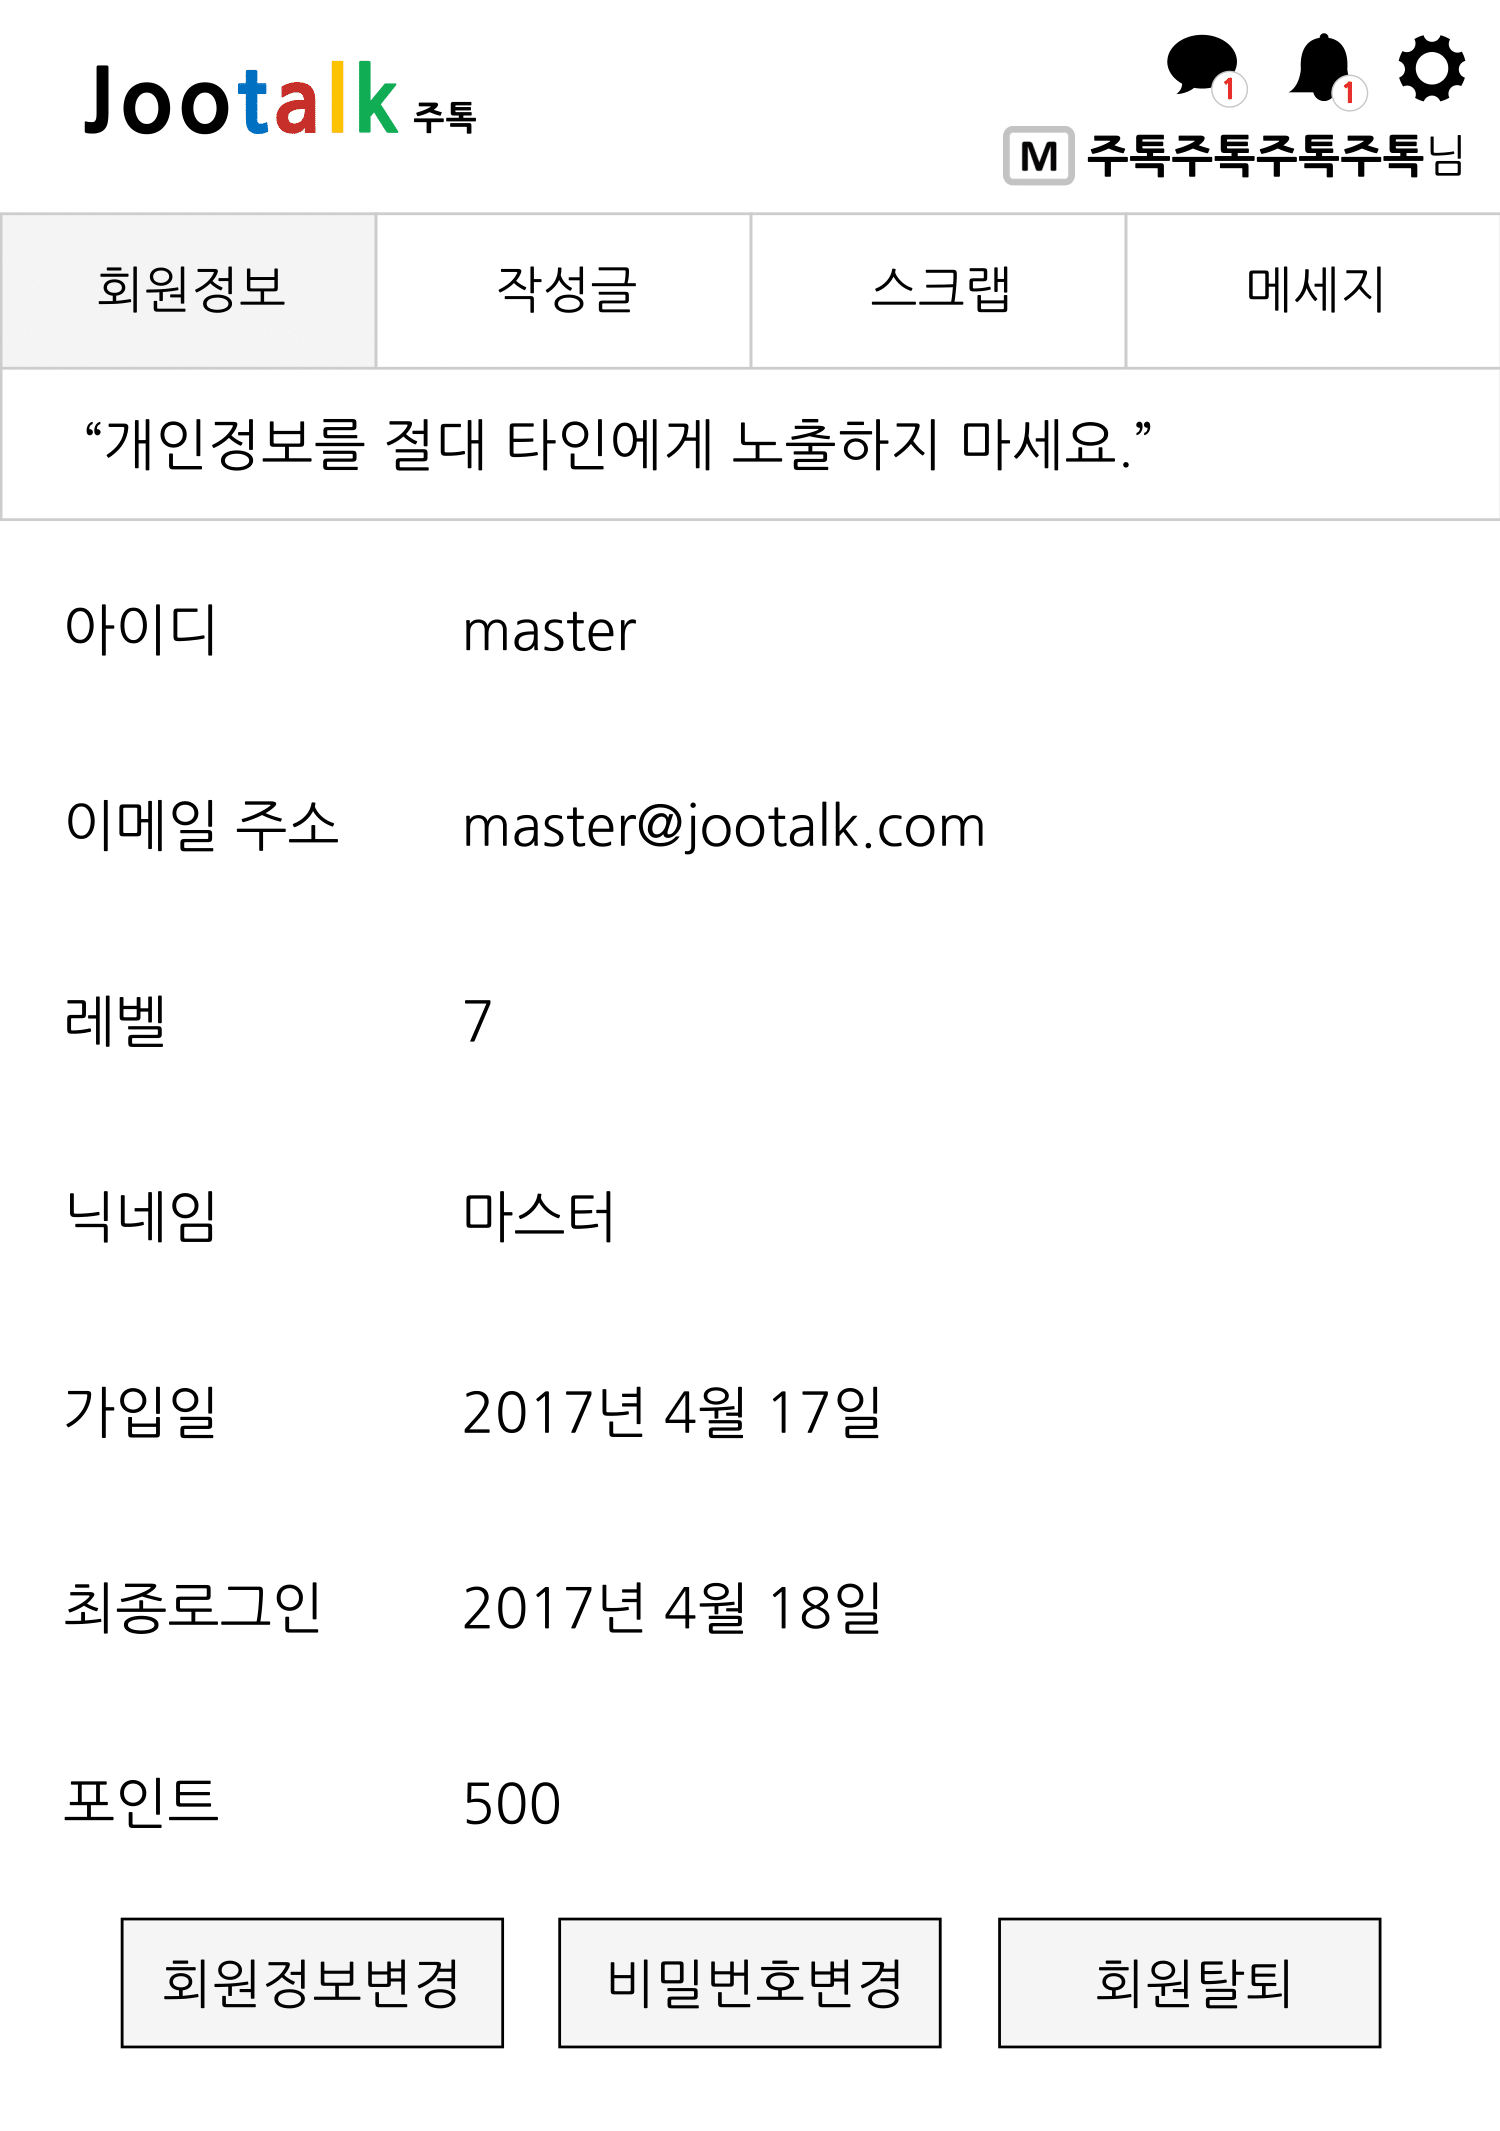 Jootalk 주톡
1 1
M 주톡주톡주톡주톡님
회원정보 작성글 스크랩 메세지
“개인정보를 절대 타인에게 노출하지 마세요.”
아이디 master
이메일 주소 master@jootalk.com
레벨 7
닉네임 마스터
가입일 2017년 4월 17일
최종로그인 2017년 4월 18일
포인트 500
회원정보변경 비밀번호변경 회원탈퇴